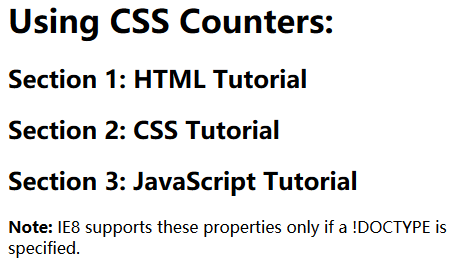 Using CSS Counters:
Section 1: HTML Tutorial
Section 2: CSS Tutorial
Section 3: JavaScript Tutorial
Note: IE8 supports these properties only if a !DOCTYPE is
specified.